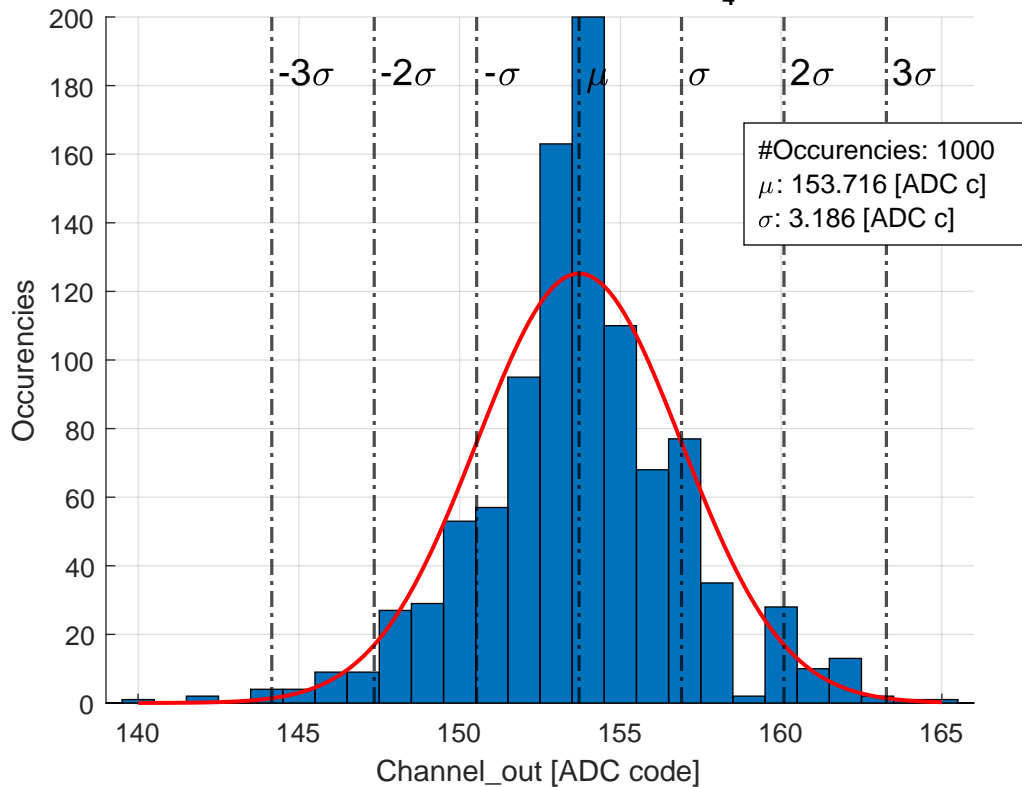 4
200
180
160
140
120
100
80
60
40
20
0
-3σ
-2σ
-σ
μ
σ
2σ
3σ
#Occurencies: 1000
μ: 153.716 [ADC c]
σ: 3.186 [ADC c]
Occurencies
140
145
150
155
160
165
Channel_out [ADC code]